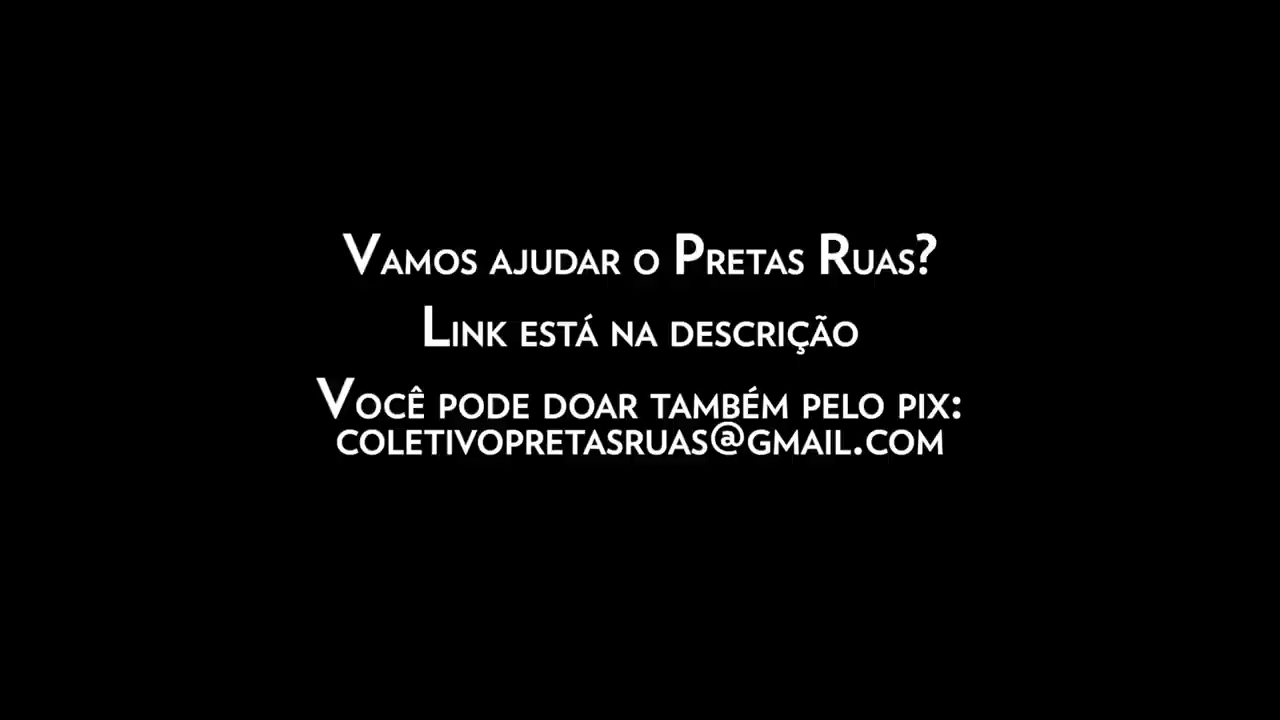 Vamos ajudar o Pretas Ruas?
Link está na descrição
Você pode doar também pelo pix:
coletivopretasruas@gmail.com